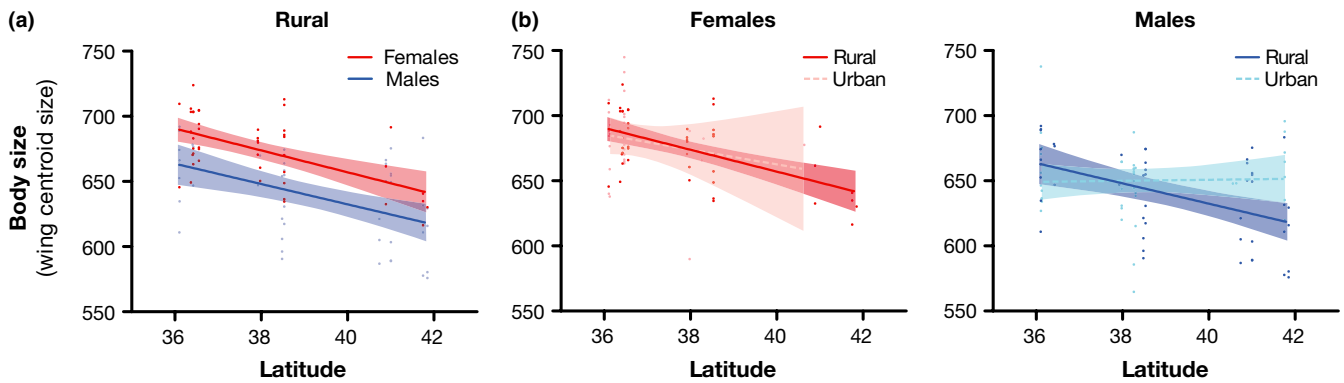 (a)
Rural
Body size
(wing centroid size)
750
700
650
600
550
Females
Males
36
38
40
42
Latitude
(b)
Females
750
700
650
600
550
Rural
Urban
36
38
40
42
Latitude
Males
750
700
650
600
550
Rural
Urban
36
38
40
42
Latitude